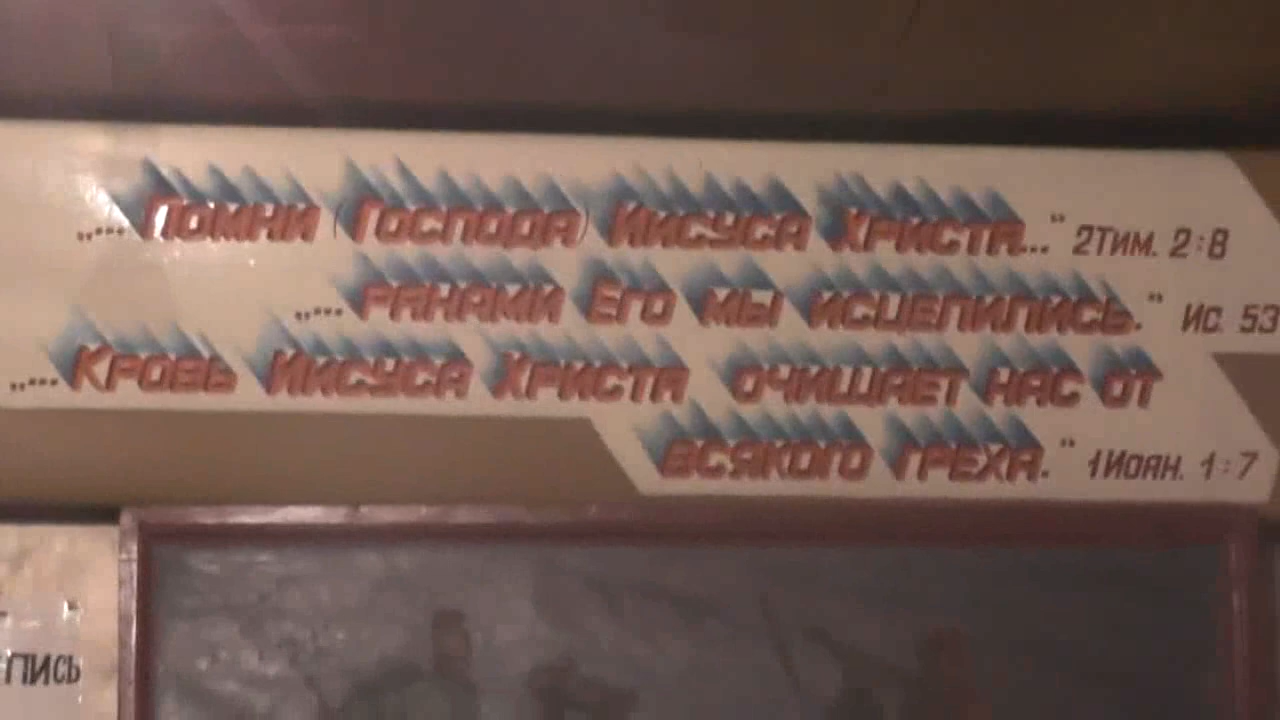 „... Помни (Господа) Иисуса Христа..." 2Тим. 2:8
„... ранами Его мы исцелились." Ис. 53
„... Кровь Иисуса Христа очищает нас от
всякого греха." 1Иоан. 1:7
пись